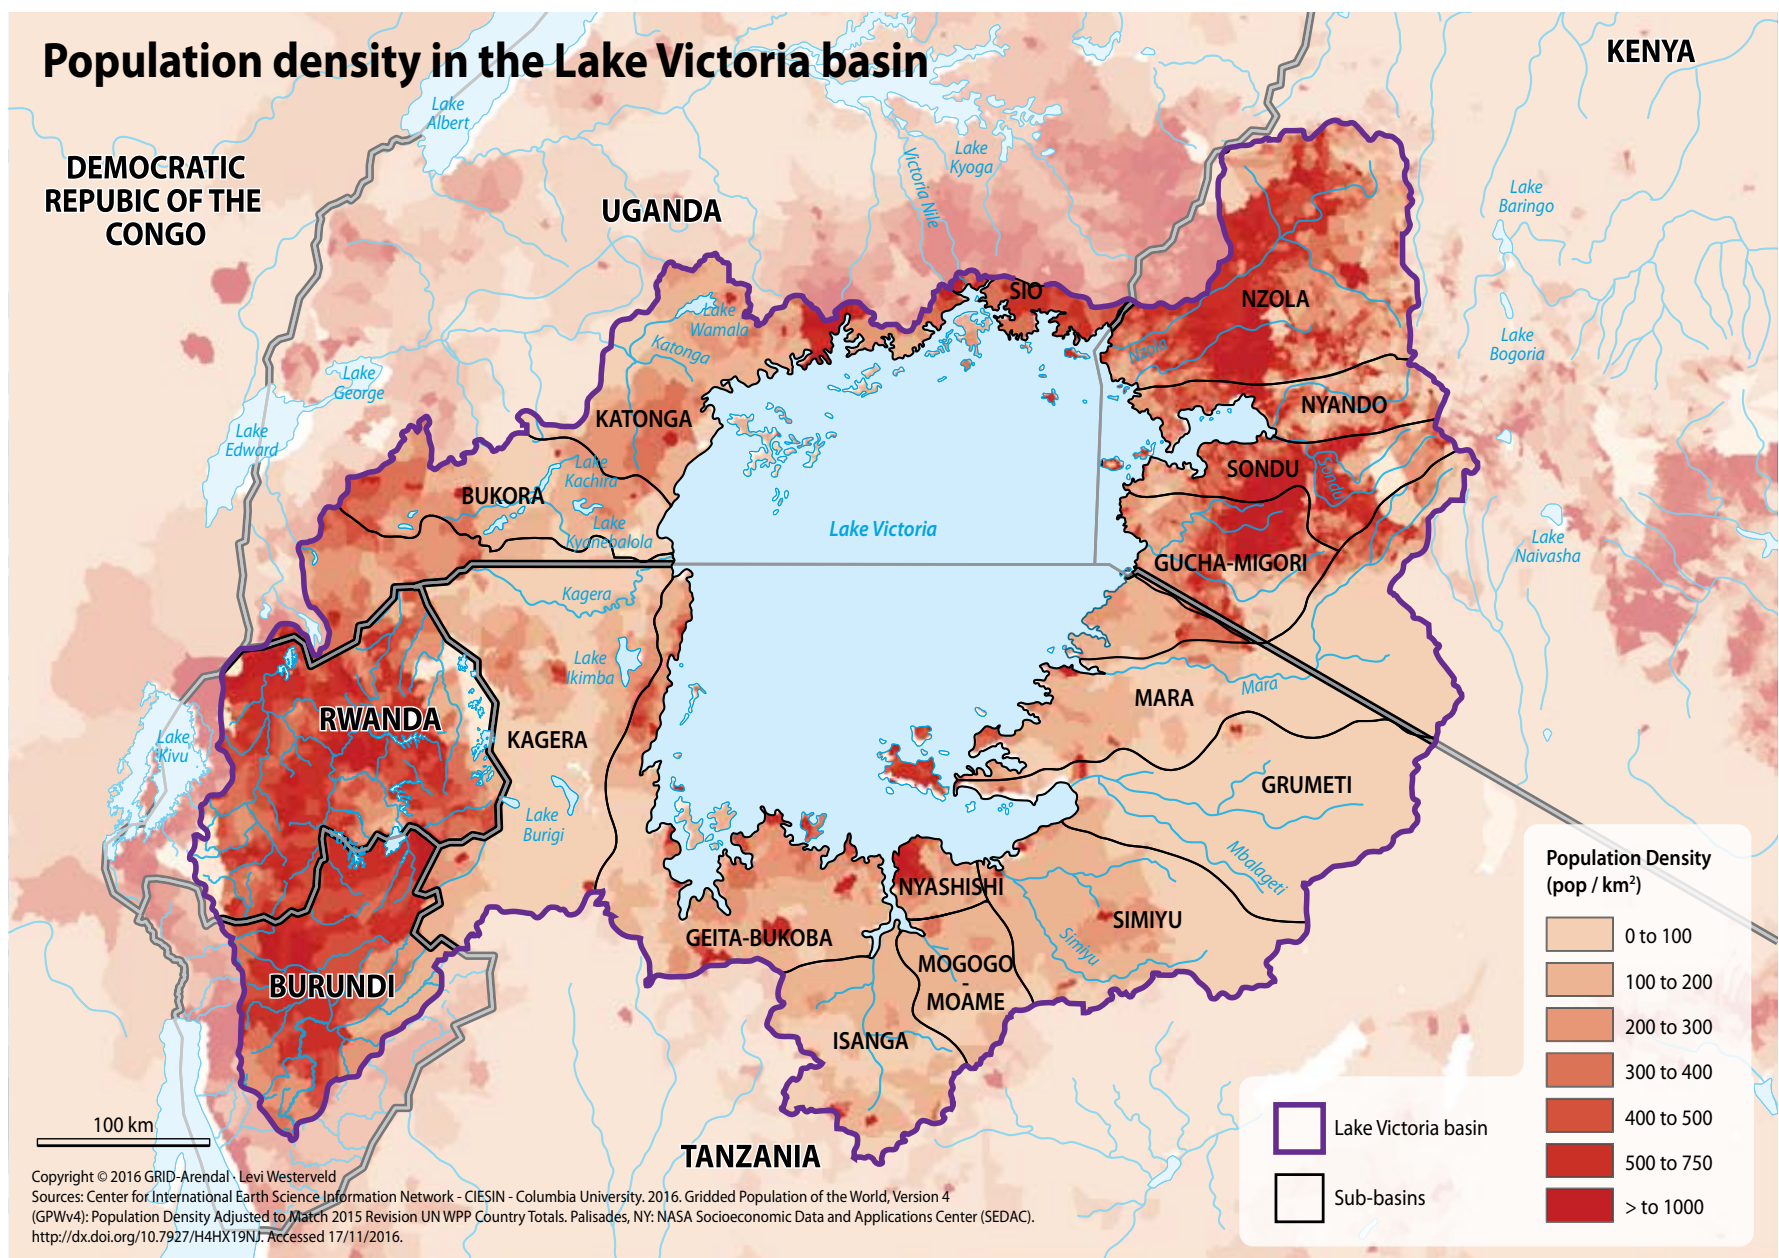 Population density in the Lake Victoria basin
KENYA
Lake
Albert
DEMOCRATIC
REPUBIC OF THE
CONGO
Lake
Kyoga
Victoria Nile
UGANDA
Lake
Baringo
SIO
NZOLA
Lake
Wamala
Katonga
Nzola
Lake
Bogoria
Lake
George
KATONGA
NYANDO
Lake
Edward
Lake
Kachira
BUKORA
SONDU
Sondu
Lake
Kyanebalola
Lake Victoria
Lake
Naivasha
GUCHA-MIGORI
Kagera
Lake
Ikimba
Mara
MARA
RWANDA
KAGERA
Lake
Kivu
GRUMETI
Lake
Burigi
Mbalageti
NYASHISHI
SIMIYU
Simiyu
GEITA-BUKOBA
MOGOGO
-
MOAME
BURUNDI
ISANGA
TANZANIA
Population Density
(pop / km²)
0 to 100
100 to 200
200 to 300
300 to 400
400 to 500
500 to 750
> to 1000
Lake Victoria basin
Sub-basins
100 km
Copyright © 2016 GRID-Arendal · Levi Westerveld
Sources: Center for International Earth Science Information Network - CIESIN - Columbia University. 2016. Gridded Population of the World, Version 4
(GPWv4): Population Density Adjusted to Match 2015 Revision UN WPP Country Totals. Palisades, NY: NASA Socioeconomic Data and Applications Center (SEDAC).
http://dx.doi.org/10.7927/H4HX19NJ. Accessed 17/11/2016.